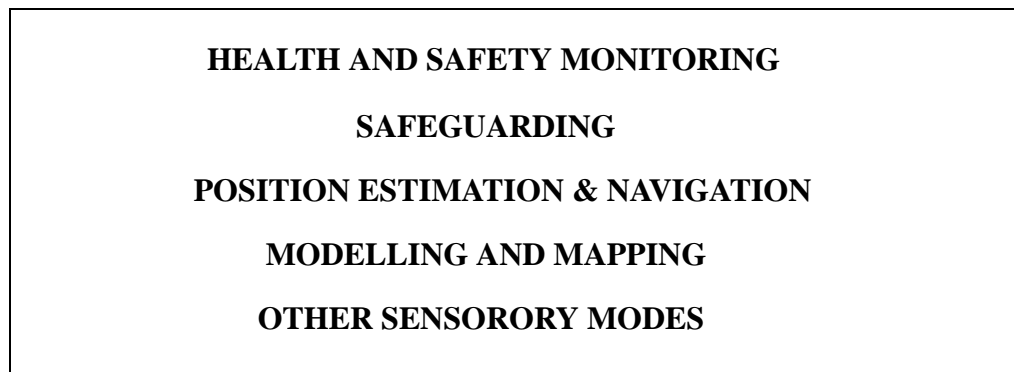 HEALTH AND SAFETY MONITORING
SAFEGUARDING
POSITION ESTIMATION & NAVIGATION
MODELLING AND MAPPING
OTHER SENSORORY MODES